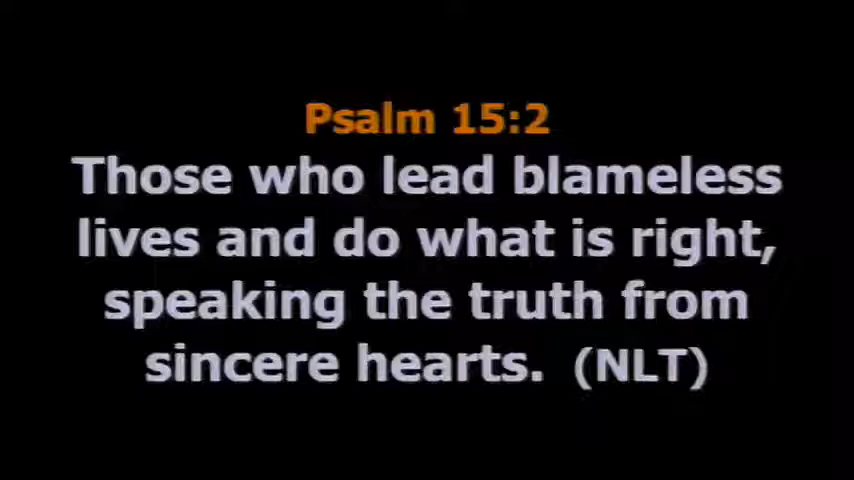 Psalm 15:2
Those who lead blameless
lives and do what is right,
speaking the truth from
sincere hearts. (NLT)